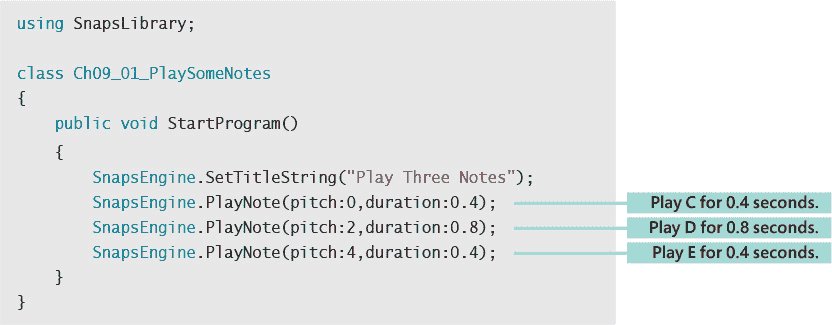 using SnapsLibrary;
class Ch09_01_PlaySomeNotes
{
public void StartProgram()
{
SnapsEngine.SetTitleString("Play Three Notes");
SnapsEngine.PlayNote(pitch:0,duration:0.4); Play C for 0.4 seconds.
SnapsEngine.PlayNote(pitch:2,duration:0.8); Play D for 0.8 seconds.
SnapsEngine.PlayNote(pitch:4,duration:0.4); Play E for 0.4 seconds.
}
}